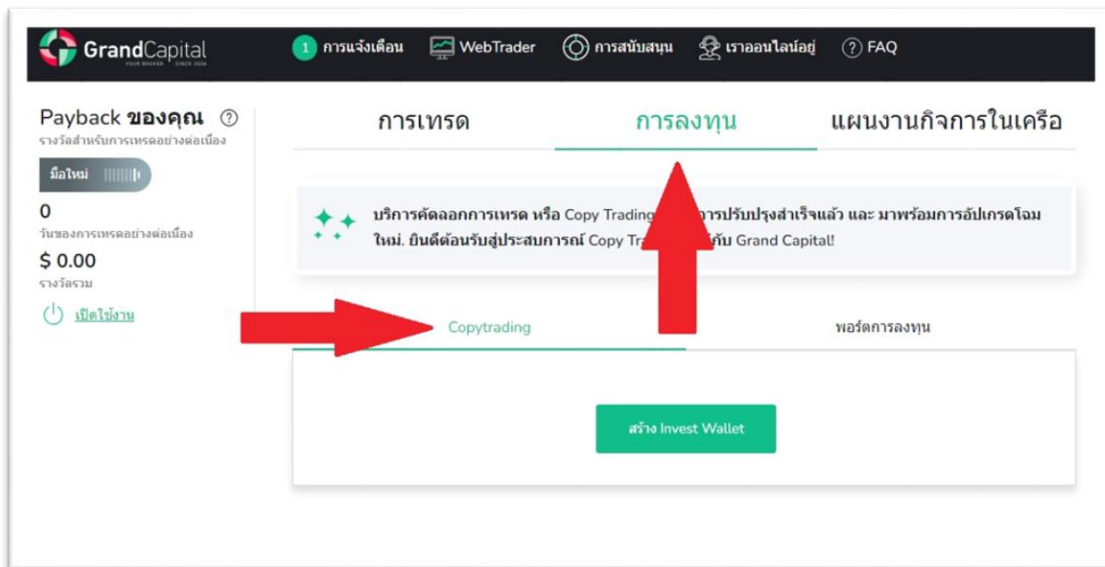 GrandCapital
YOUR BROKER SINCE 2006
1 การแจ้งเตือน WebTrader การสนับสนุน เราออนไลน์อยู่ ? FAQ
Payback ของคุณ ?
รางวัลสำหรับการเทรดอย่างต่อเนื่อง
มือใหม่
0
วันของการเทรดอย่างต่อเนื่อง
$ 0.00
รางวัลรวม
เปิดใช้งาน
การเทรด การลงทุน แผนงานกิจการในเครือ
บริการคัดลอกการเทรด หรือ Copy Trading การปรับปรุงสำเร็จแล้ว และ มาพร้อมการอัปเกรดโฉม
ใหม่. ยินดีต้อนรับสู่ประสบการณ์ Copy กับ Grand Capital!
Copytrading พอร์ตการลงทุน
สร้าง Invest Wallet